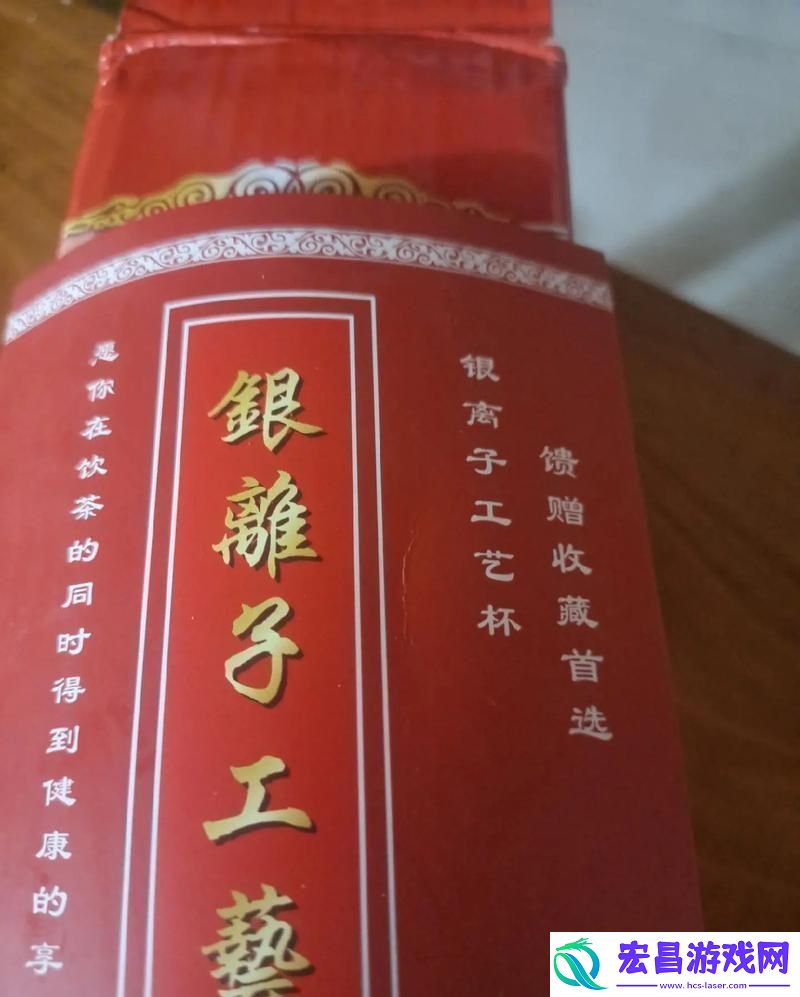 馈赠收藏首选
银离子工艺杯
銀離子工藝
愿你在饮茶的同时得到健康的享
宏昌游戏网
www.hcs-laser.com